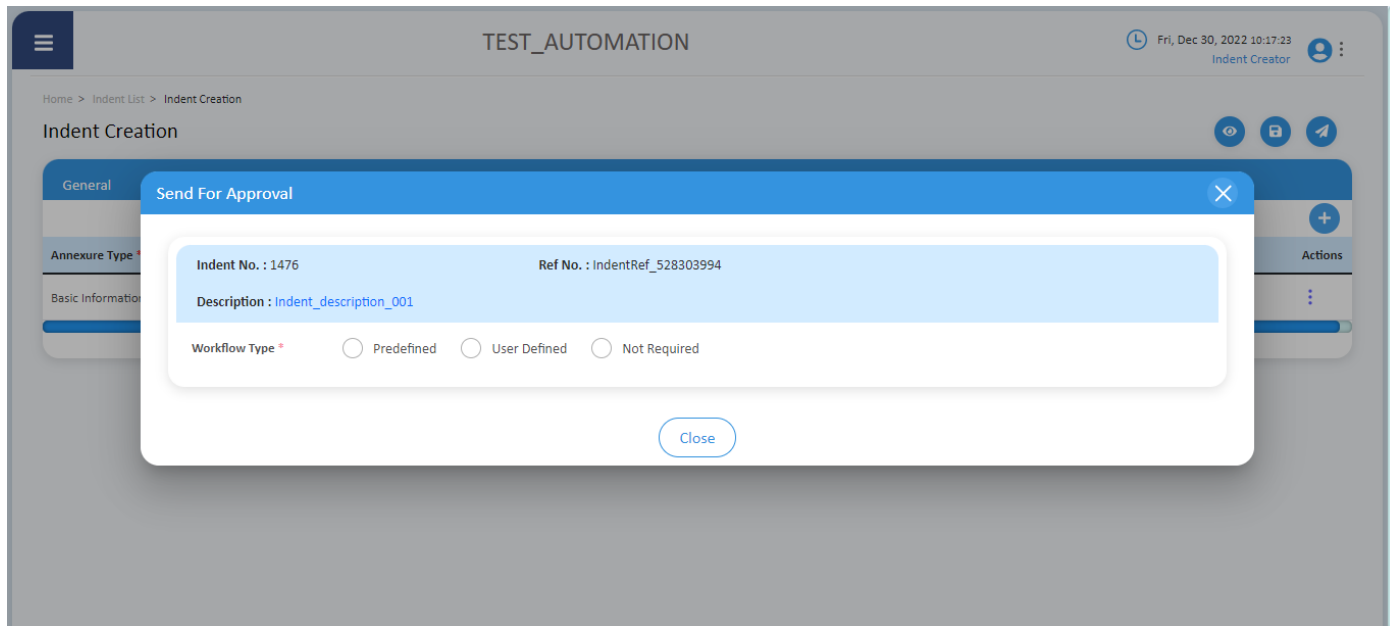 TEST_AUTOMATION
Fri, Dec 30, 2022 10:17:23
Indent Creator
Home > Indent List > Indent Creation
Indent Creation
General
Send For Approval
Annexure Type *
Actions
Indent No. : 1476 Ref No. : IndentRef_528303994
Basic Information
Description : Indent_description_001
Workflow Type * Predefined User Defined Not Required
Close